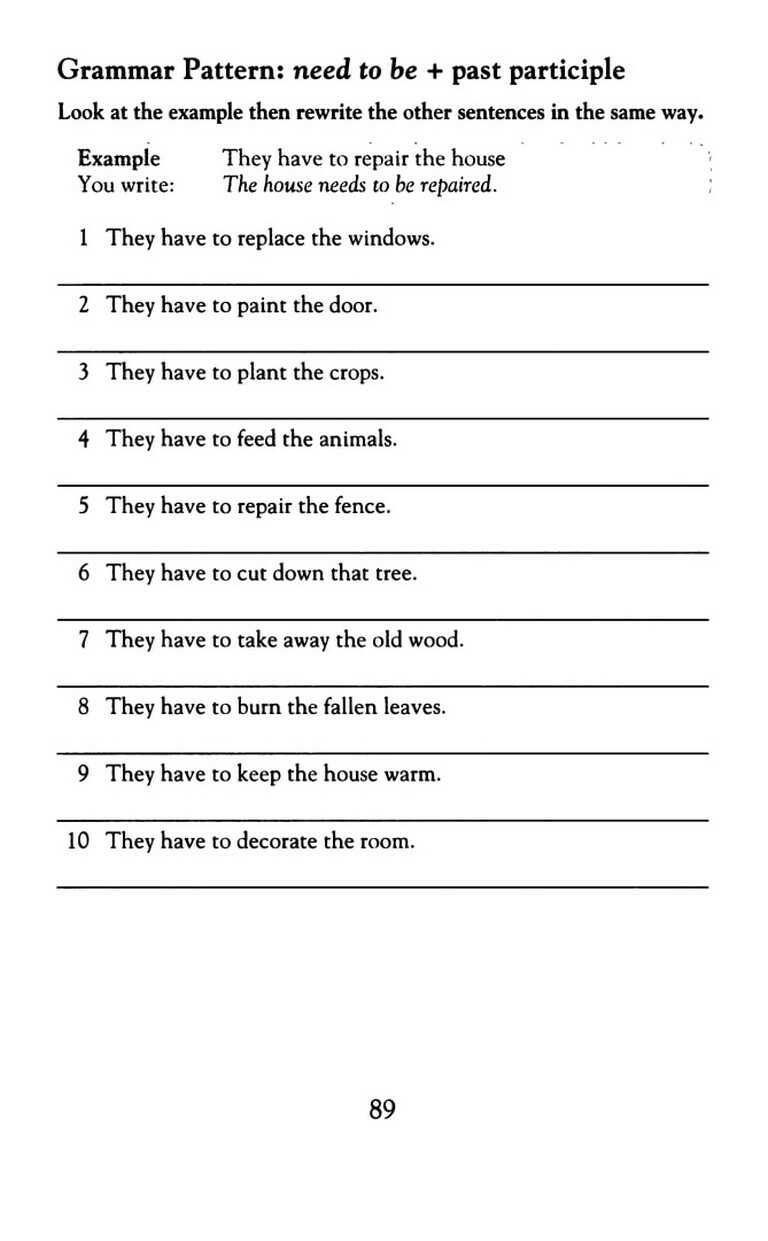 Grammar Pattern: need to be + past participle
Look at the example then rewrite the other sentences in the same way.
Example They have to repair the house
You write: The house needs to be repaired.
1 They have to replace the windows.
2 They have to paint the door.
3 They have to plant the crops.
4 They have to feed the animals.
5 They have to repair the fence.
6 They have to cut down that tree.
7 They have to take away the old wood.
8 They have to burn the fallen leaves.
9 They have to keep the house warm.
10 They have to decorate the room.
89